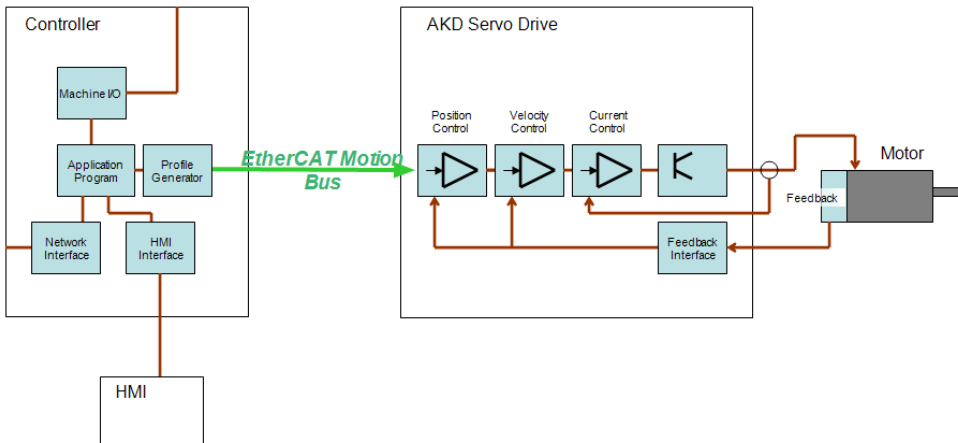 Controller
AKD Servo Drive
Machine I/O
Position
Control
Velocity
Control
Current
Control
Application
Program
Profile
Generator
EtherCAT Motion
Bus
Motor
Feedback
Network
Interface
HMI
Interface
Feedback
Interface
HMI